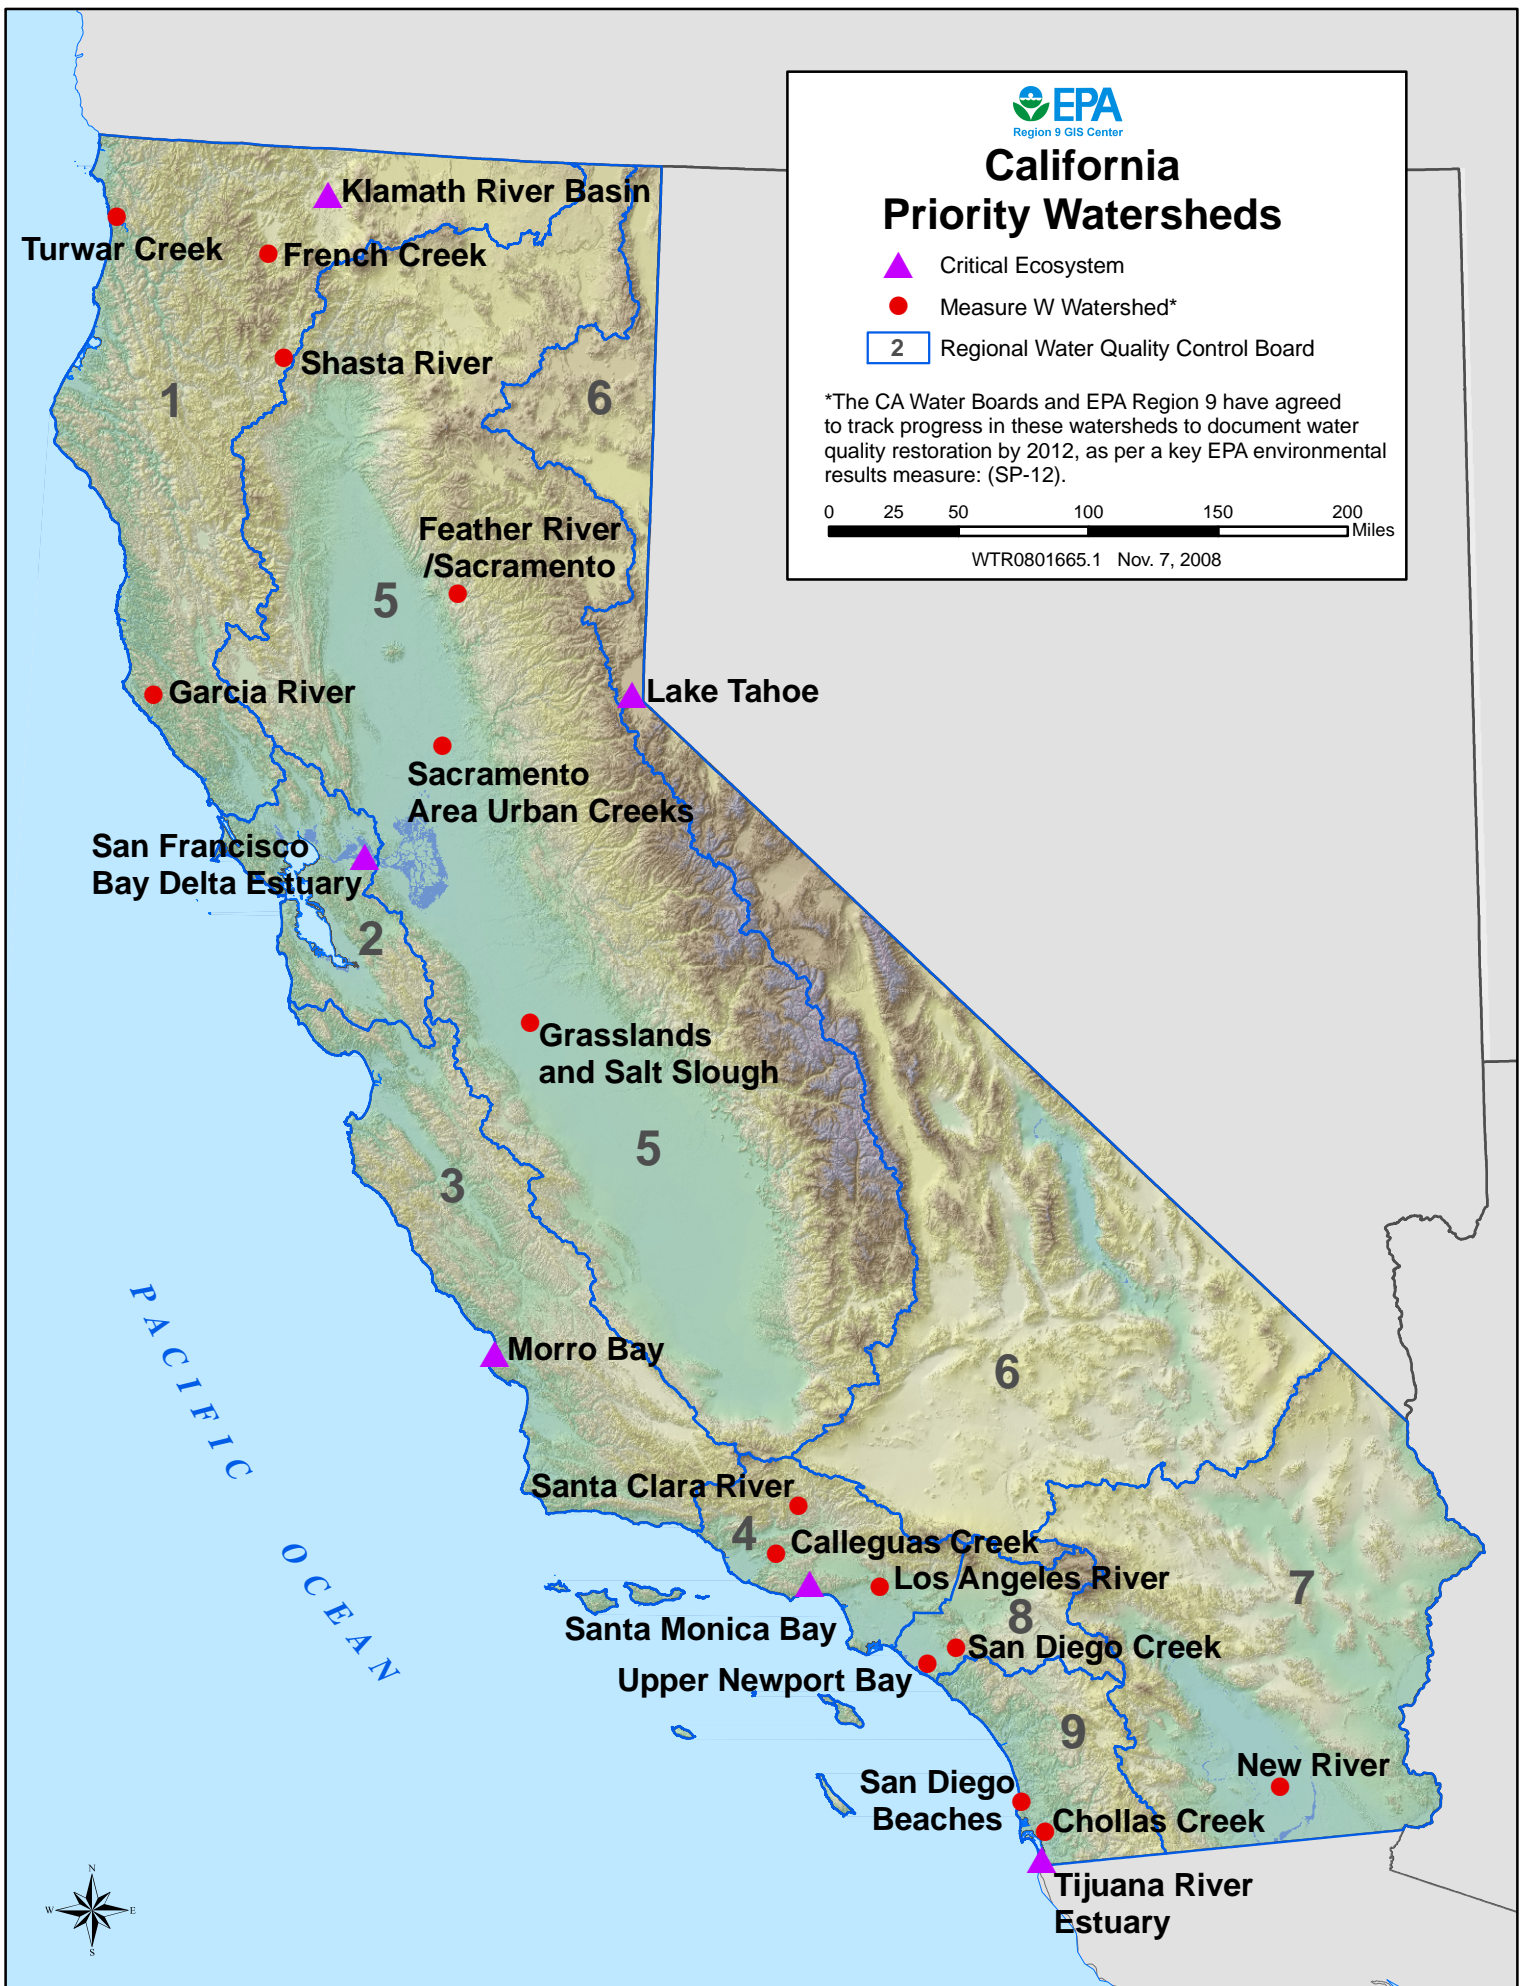 EPA
Region 9 GIS Center
California
Priority Watersheds
Critical Ecosystem
Measure W Watershed*
2 Regional Water Quality Control Board
*The CA Water Boards and EPA Region 9 have agreed
to track progress in these watersheds to document water
quality restoration by 2012, as per a key EPA environmental
results measure: (SP-12).
0 25 50 100 150 200
Miles
WTR0801665.1 Nov. 7, 2008
Klamath River Basin
Turwar Creek
French Creek
Shasta River
1
6
Feather River
/Sacramento
5
Garcia River
Lake Tahoe
Sacramento
Area Urban Creeks
San Francisco
Bay Delta Estuary
2
Grasslands
and Salt Slough
5
3
Morro Bay
6
PACIFIC
OCEAN
Santa Clara River
4
Calleguas Creek
Los Angeles River
7
8
Santa Monica Bay
San Diego Creek
Upper Newport Bay
9
New River
San Diego
Beaches
Chollas Creek
Tijuana River
Estuary
N
W E
S